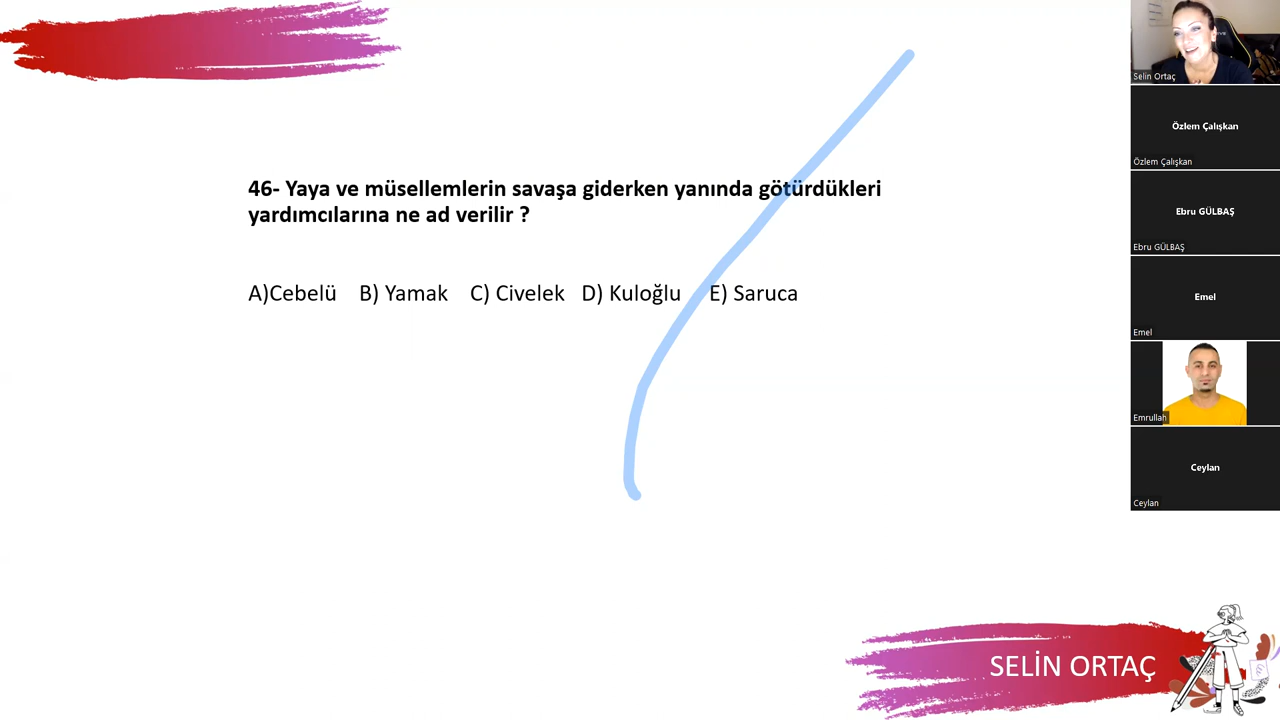 46- Yaya ve müsellemlerin savaşa giderken yanında götürdükleri
yardımcılarına ne ad verilir ?
A)Cebelü B) Yamak C) Civelek D) Kuloğlu E) Saruca
SELİN ORTAÇ
Selin Ortaç
Özlem Çalışkan
Özlem Çalışkan
Ebru GÜLBAŞ
Ebru GÜLBAŞ
Emel
Emel
Emrullah
Ceylan
Ceylan